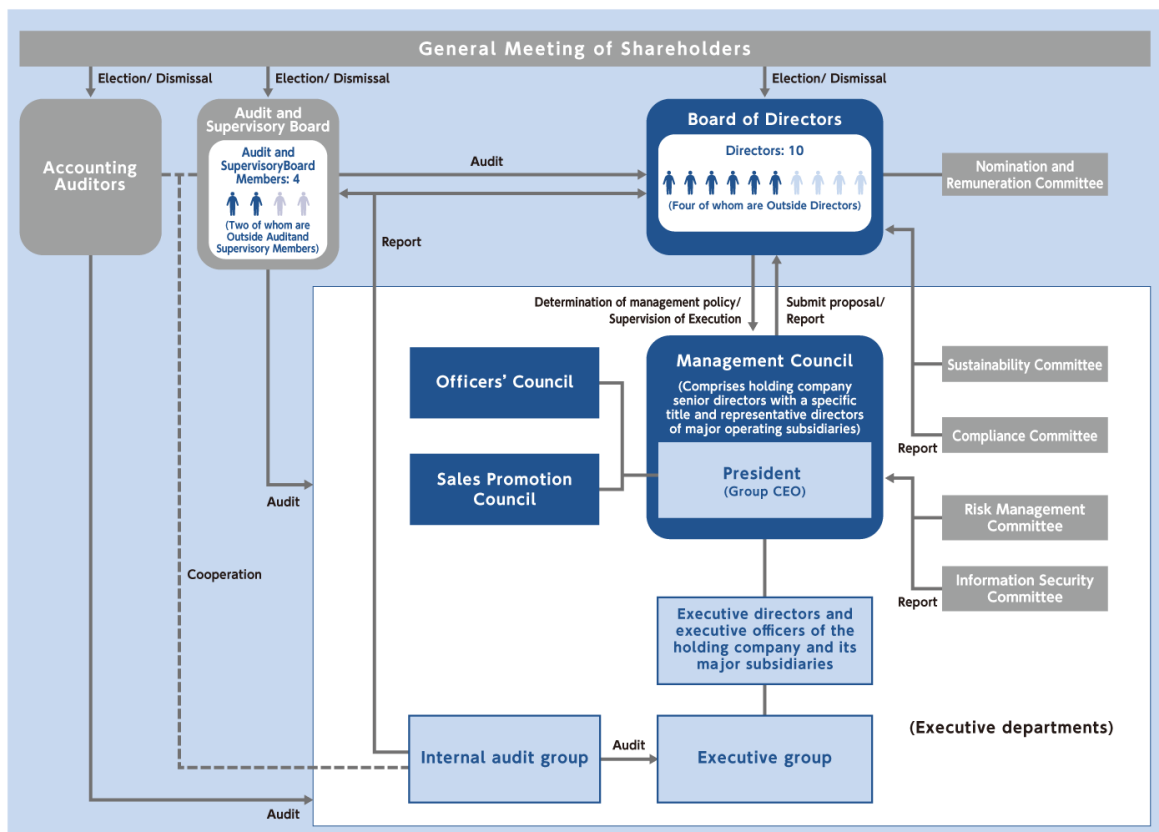 General Meeting of Shareholders
Election/ Dismissal
Election/ Dismissal
Election/ Dismissal
Accounting
Auditors
Audit and
Supervisory Board
Audit and
SupervisoryBoard
Members: 4
(Two of whom are
Outside Auditand
Supervisory Members)
Audit
Report
Board of Directors
Directors: 10
(Four of whom are Outside Directors)
Nomination and
Remuneration Committee
Determination of management policy/
Supervision of Execution
Submit proposal/
Report
Officers' Council
Sales Promotion
Council
Management Council
(Comprises holding company
senior directors with a specific
title and representative directors
of major operating subsidiaries)
President
(Group CEO)
Sustainability Committee
Compliance Committee
Report
Risk Management
Committee
Information Security
Committee
Report
Audit
Cooperation
Executive directors and
executive officers of the
holding company and its
major subsidiaries
(Executive departments)
Internal audit group
Audit
Executive group
Audit